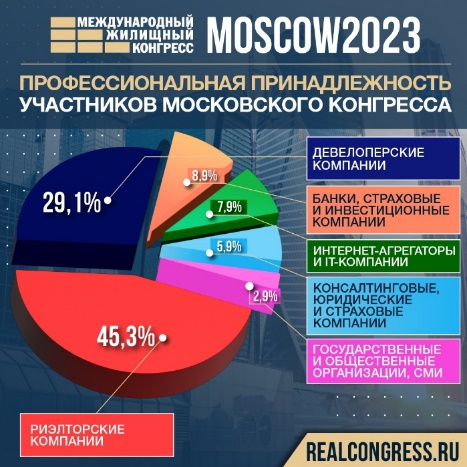 МЕЖДУНАРОДНЫЙ
ЖИЛИЩНЫЙ
КОНГРЕСС
MOSCOW2023
ПРОФЕССИОНАЛЬНАЯ ПРИНАДЛЕЖНОСТЬ
УЧАСТНИКОВ МОСКОВСКОГО КОНГРЕССА
29,1%
8,9%
7,9%
5,9%
2,9%
45,3%
ДЕВЕЛОПЕРСКИЕ
КОМПАНИИ
БАНКИ, СТРАХОВЫЕ
И ИНВЕСТИЦИОННЫЕ
КОМПАНИИ
ИНТЕРНЕТ-АГРЕГАТОРЫ
И IT-КОМПАНИИ
КОНСАЛТИНГОВЫЕ,
ЮРИДИЧЕСКИЕ
И СТРАХОВЫЕ
КОМПАНИИ
ГОСУДАРСТВЕННЫЕ
И ОБЩЕСТВЕННЫЕ
ОРГАНИЗАЦИИ, СМИ
РИЭЛТОРСКИЕ
КОМПАНИИ
REALCONGRESS.RU